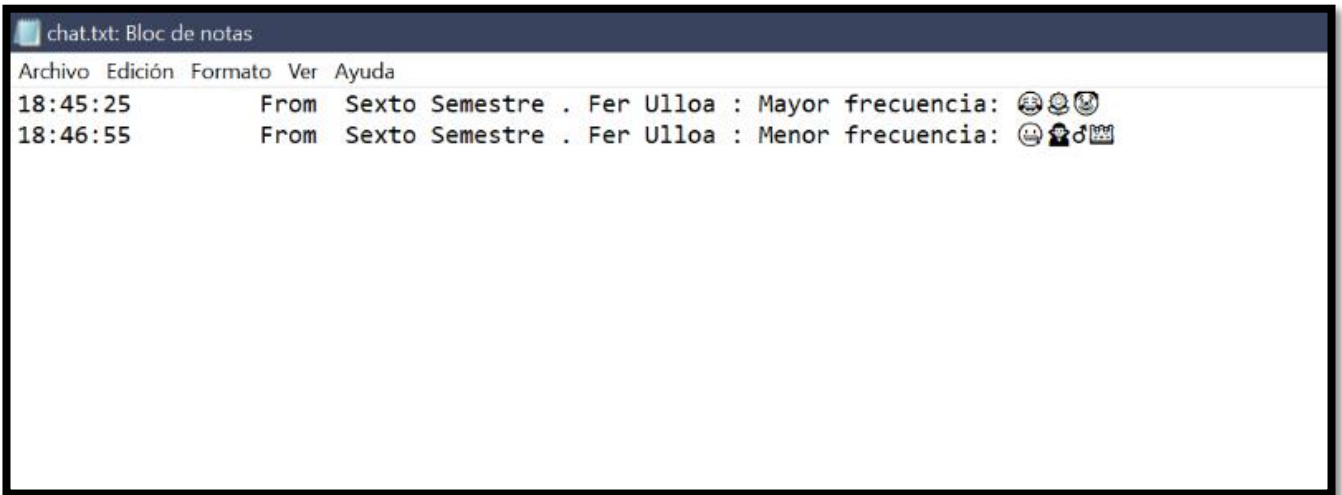 chat.txt: Bloc de notas
Archivo Edición Formato Ver Ayuda
18:45:25 From Sexto Semestre . Fer Ulloa : Mayor frecuencia: 😂🌼🤡
18:46:55 From Sexto Semestre . Fer Ulloa : Menor frecuencia: 🤐🧛♂👑